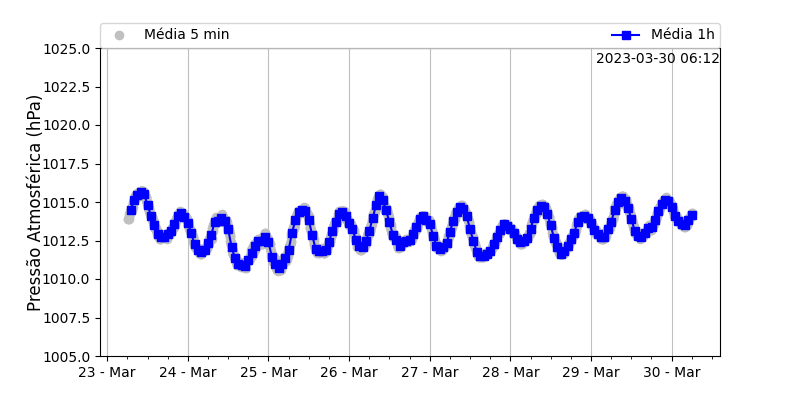 Média 5 min
Média 1h
2023-03-30 06:12
Pressão Atmosférica (hPa)
1025.0
1022.5
1020.0
1017.5
1015.0
1012.5
1010.0
1007.5
1005.0
23 - Mar
24 - Mar
25 - Mar
26 - Mar
27 - Mar
28 - Mar
29 - Mar
30 - Mar